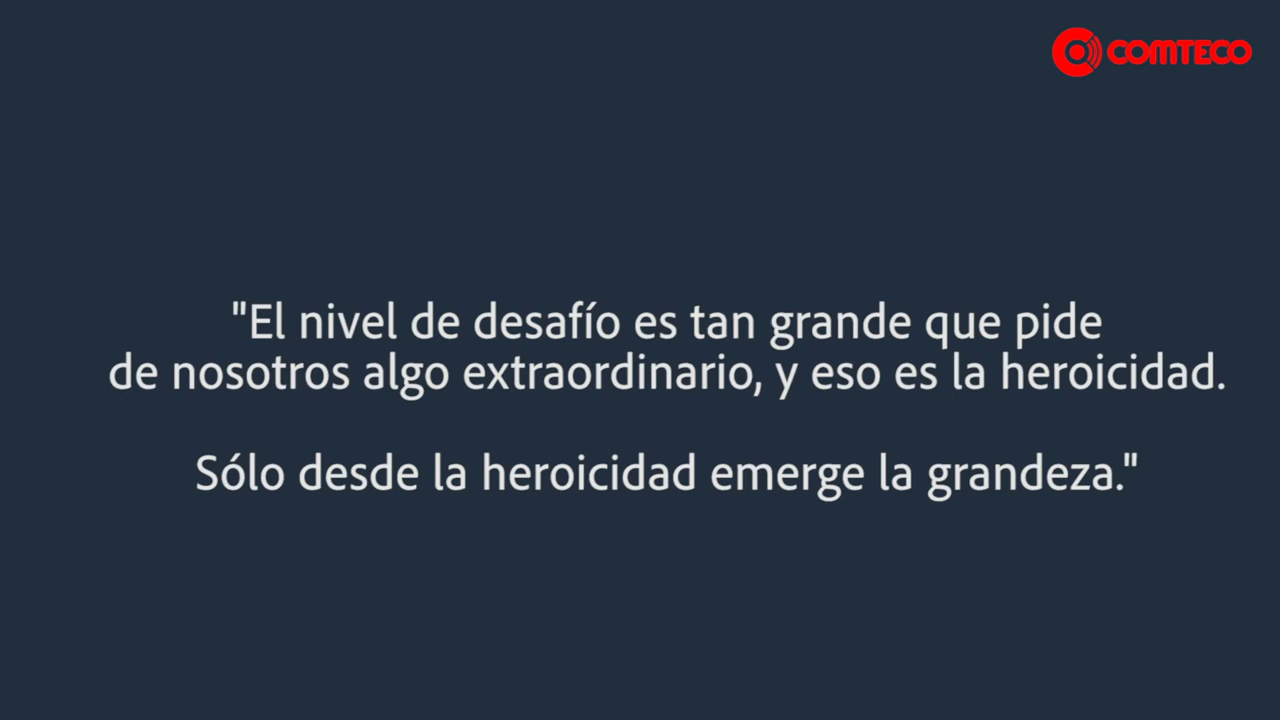 COMTECO
"El nivel de desafío es tan grande que pide
de nosotros algo extraordinario, y eso es la heroicidad.
Sólo desde la heroicidad emerge la grandeza."